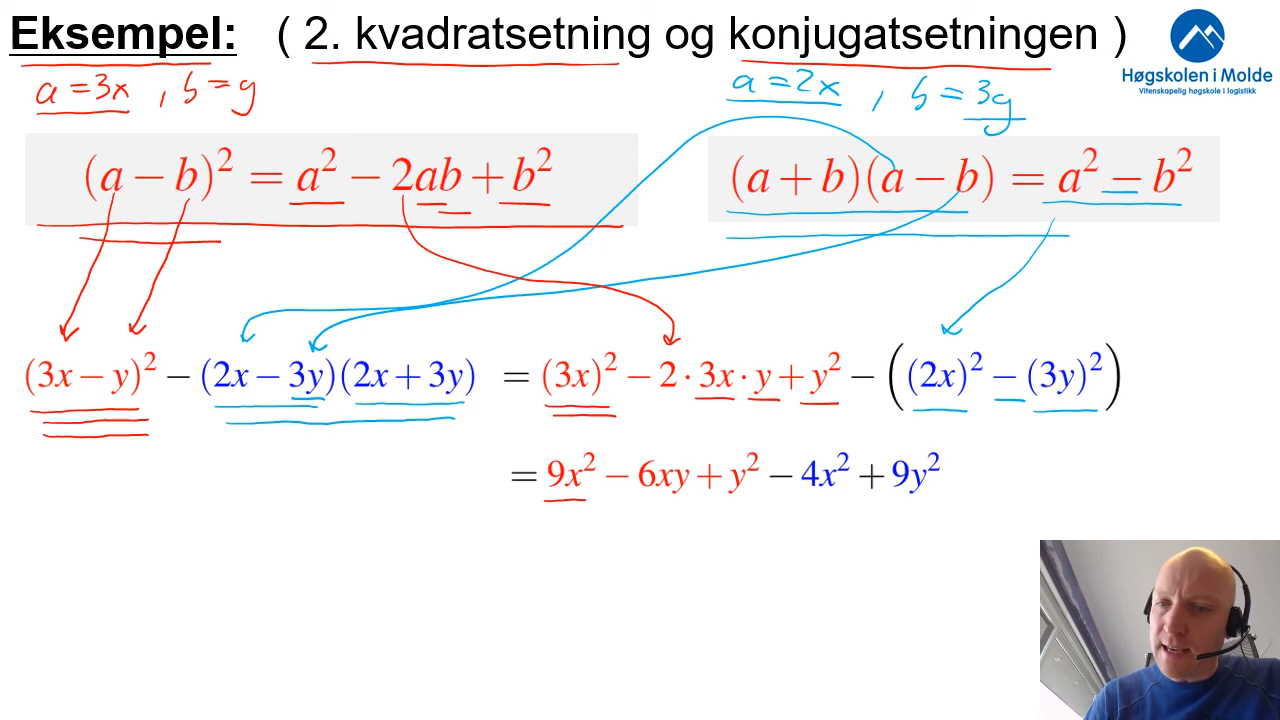 Eksempel: ( 2. kvadratsetning og konjugatsetningen )
Høgskolen i Molde
Vitenskapelig høgskole i logistikk
a = 3x , b = y
a = 2x , b = 3y
(a − b)² = a² − 2ab + b²
(a + b)(a − b) = a² − b²
(3x − y)² − (2x − 3y)(2x + 3y) = (3x)² − 2 · 3x · y + y² − ((2x)² − (3y)²)
= 9x² − 6xy + y² − 4x² + 9y²